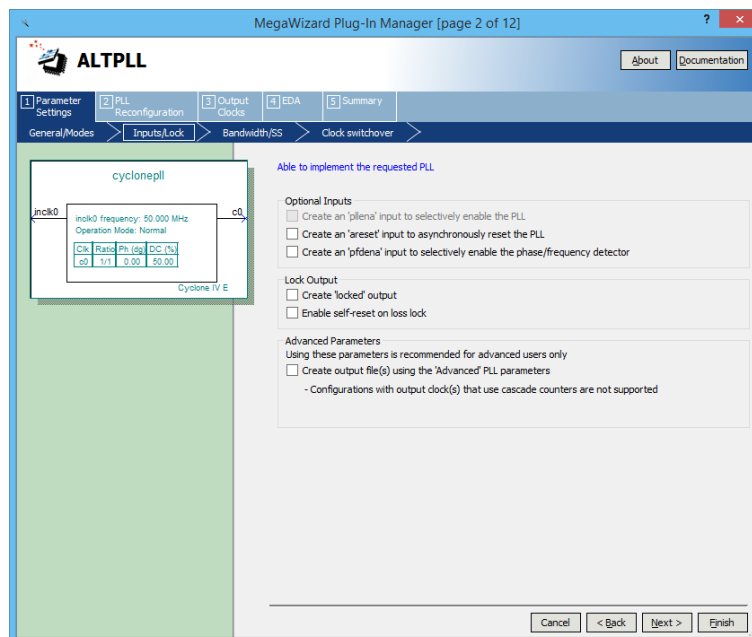 MegaWizard Plug-In Manager [page 2 of 12]
? ×
ALTPLL
About Documentation
1 Parameter Settings
2 PLL Reconfiguration
3 Output Clocks
4 EDA
5 Summary
General/Modes Inputs/Lock Bandwidth/SS Clock switchover
cyclonepll
inclk0 c0
inclk0 frequency: 50.000 MHz
Operation Mode: Normal
Clk Ratio Ph (dg) DC (%)
c0 1/1 0.00 50.00
Cyclone IV E
Able to implement the requested PLL
Optional Inputs
Create an 'pllena' input to selectively enable the PLL
Create an 'areset' input to asynchronously reset the PLL
Create an 'pfdena' input to selectively enable the phase/frequency detector
Lock Output
Create 'locked' output
Enable self-reset on loss lock
Advanced Parameters
Using these parameters is recommended for advanced users only
Create output file(s) using the 'Advanced' PLL parameters
- Configurations with output clock(s) that use cascade counters are not supported
Cancel < Back Next > Finish